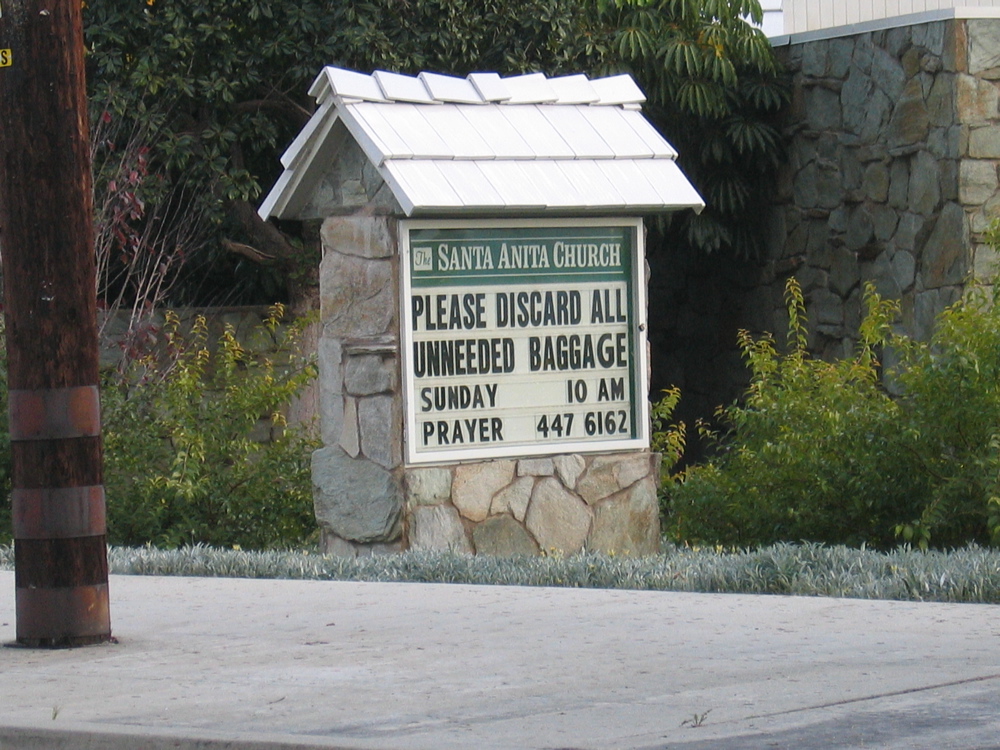 S
The SANTA ANITA CHURCH
PLEASE DISCARD ALL
UNNEEDED BAGGAGE
SUNDAY 10 AM
PRAYER 447 6162